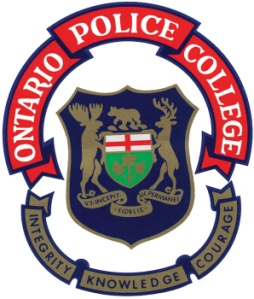 ONTARIO POLICE COLLEGE
VT·INCEPIT
·FIDELIS·
SIC·PERMANET
INTEGRITY KNOWLEDGE COURAGE